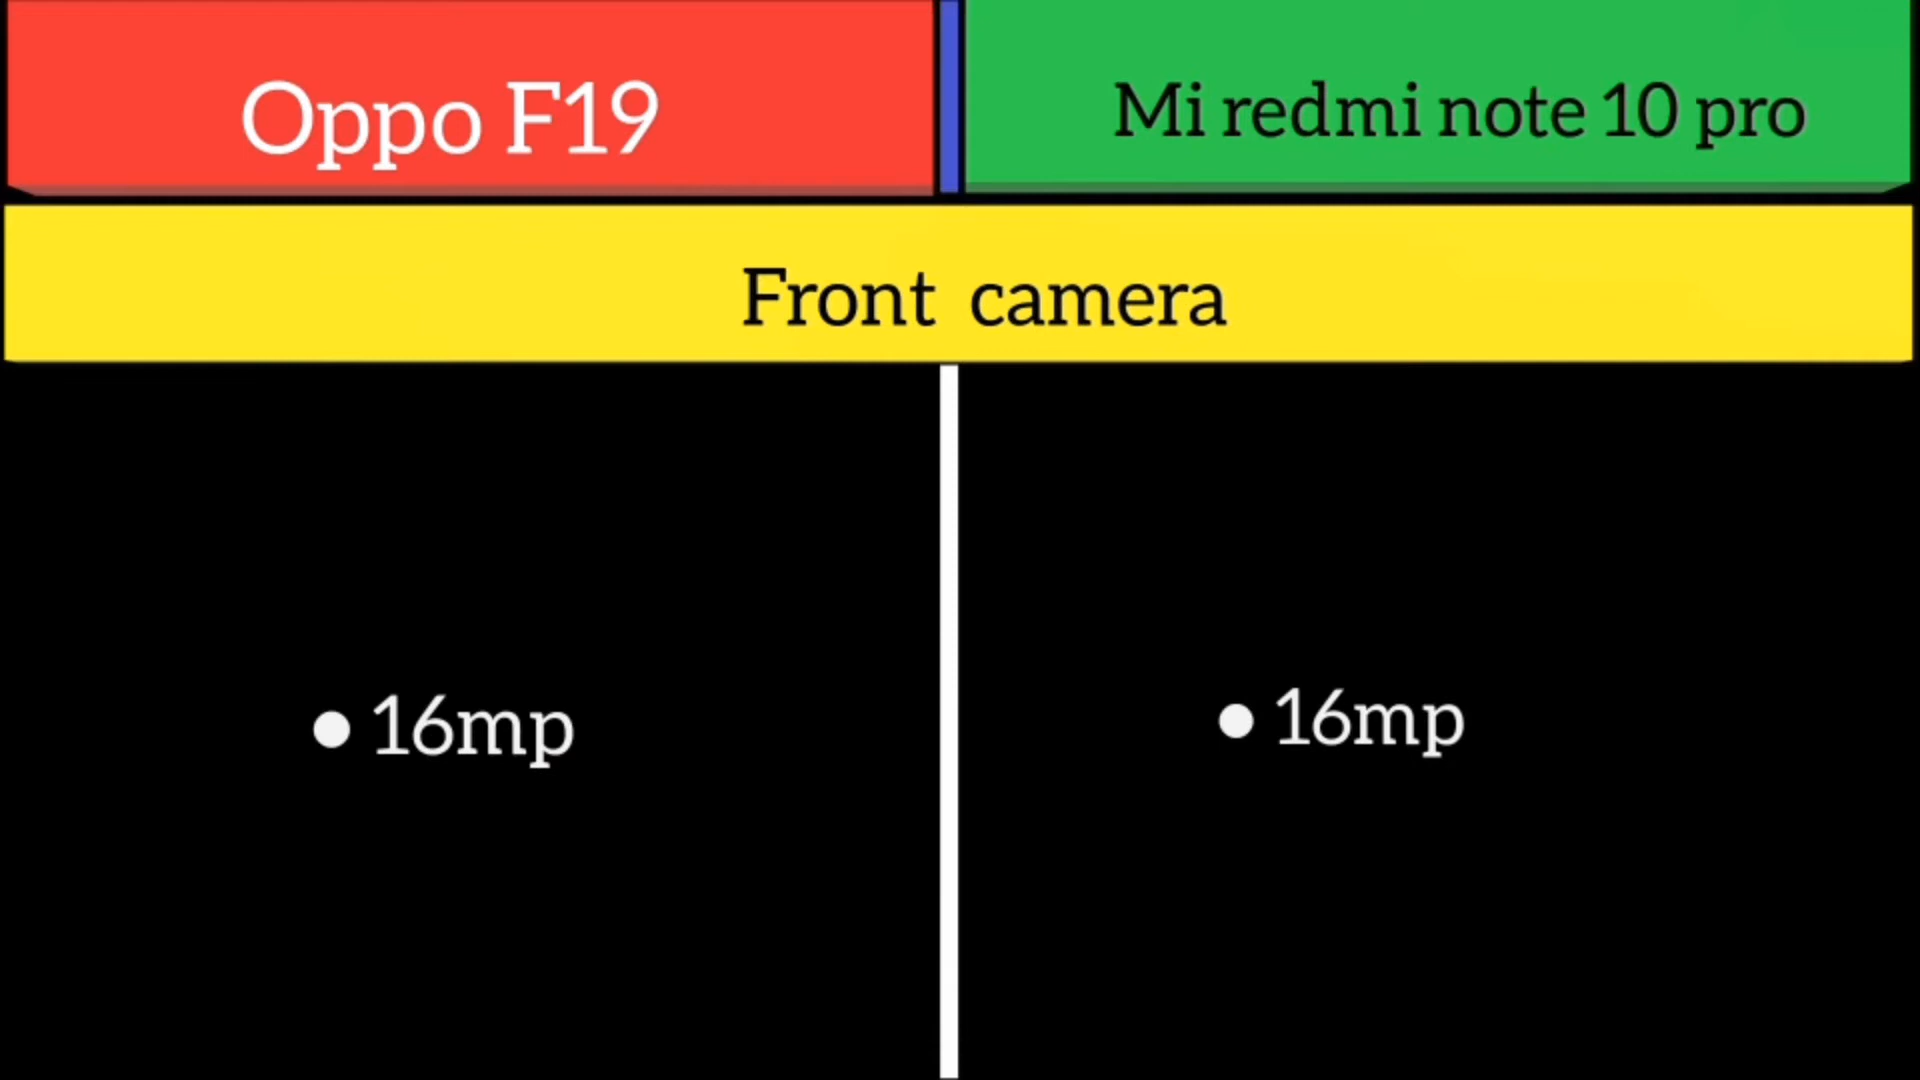 Oppo F19
Mi redmi note 10 pro
Front camera
● 16mp
● 16mp